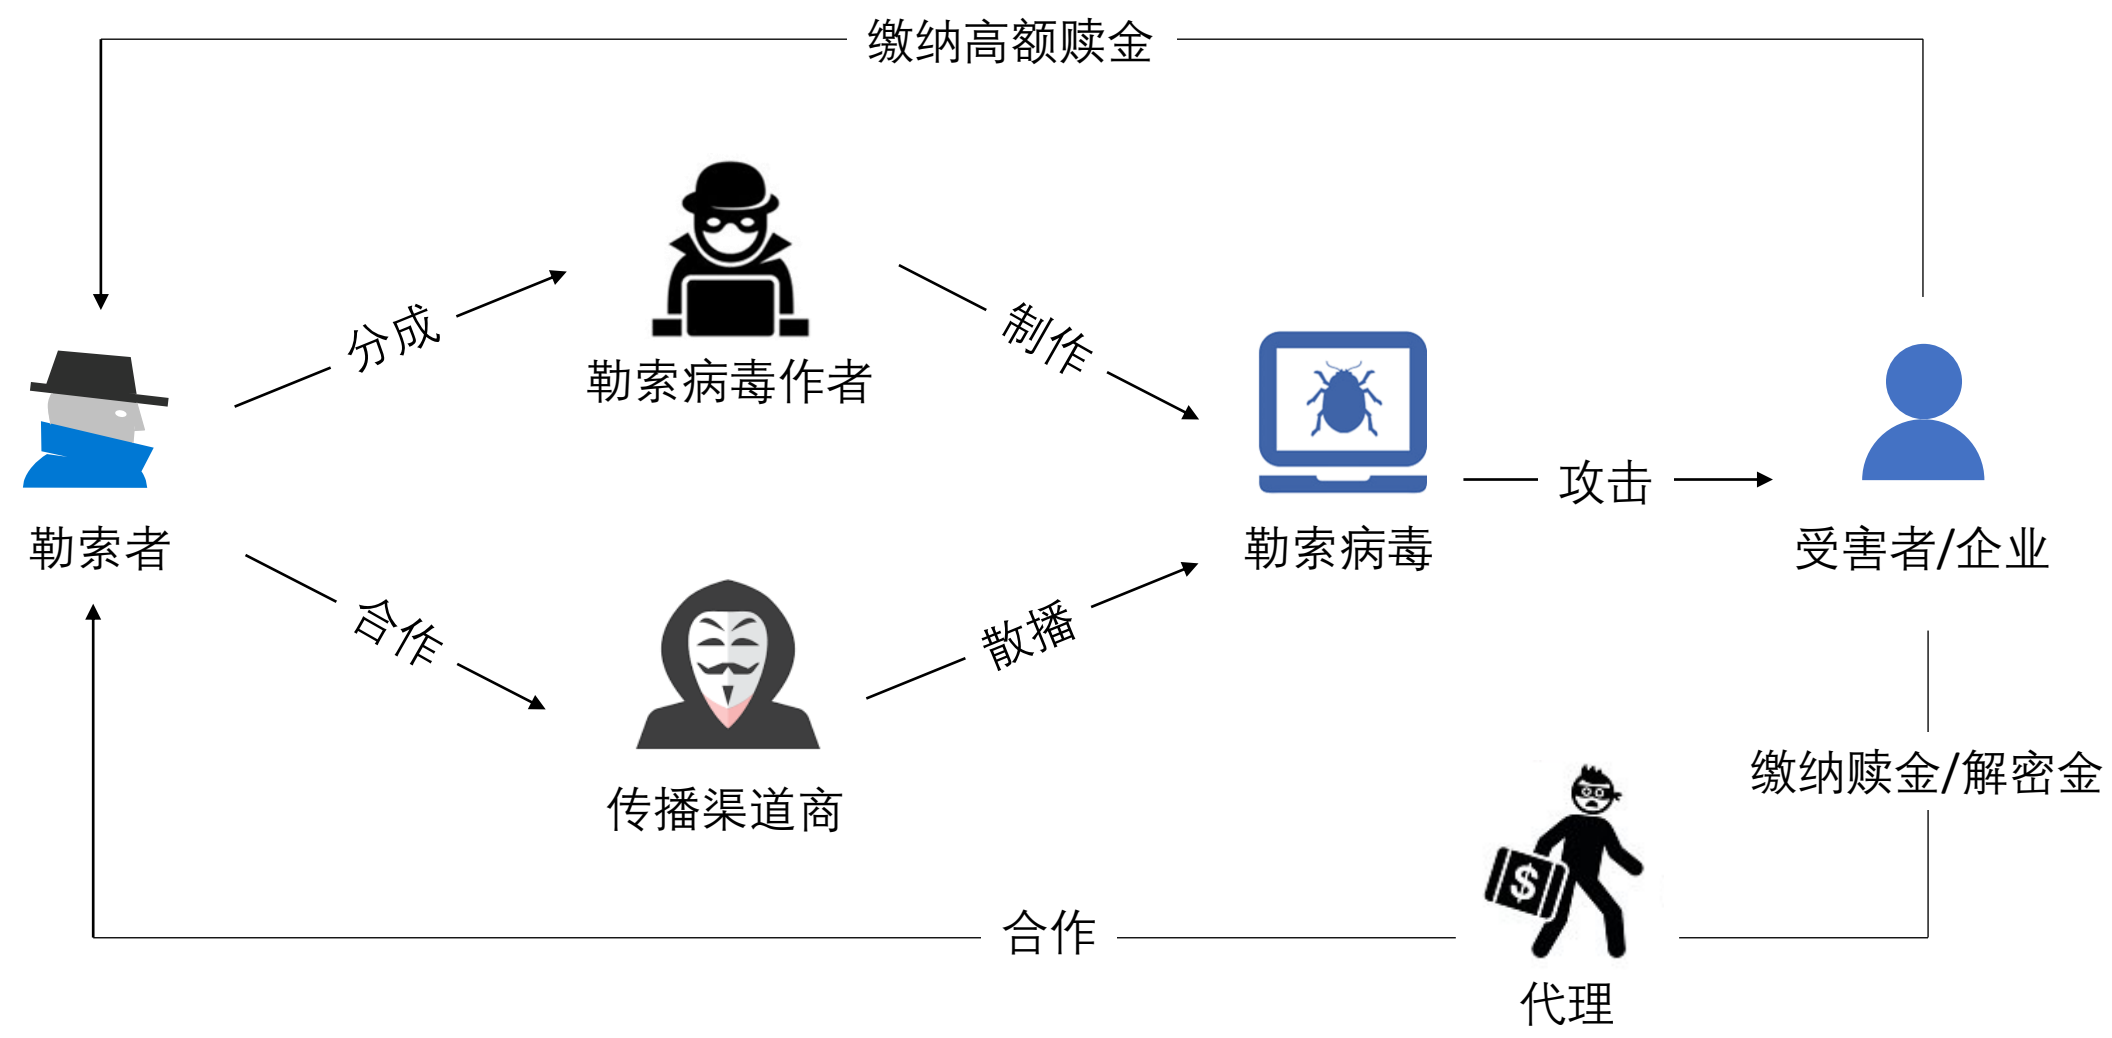 缴纳高额赎金
分成
制作
勒索病毒作者
攻击
勒索者
勒索病毒
受害者/企业
合作
散播
传播渠道商
缴纳赎金/解密金
$
合作
代理